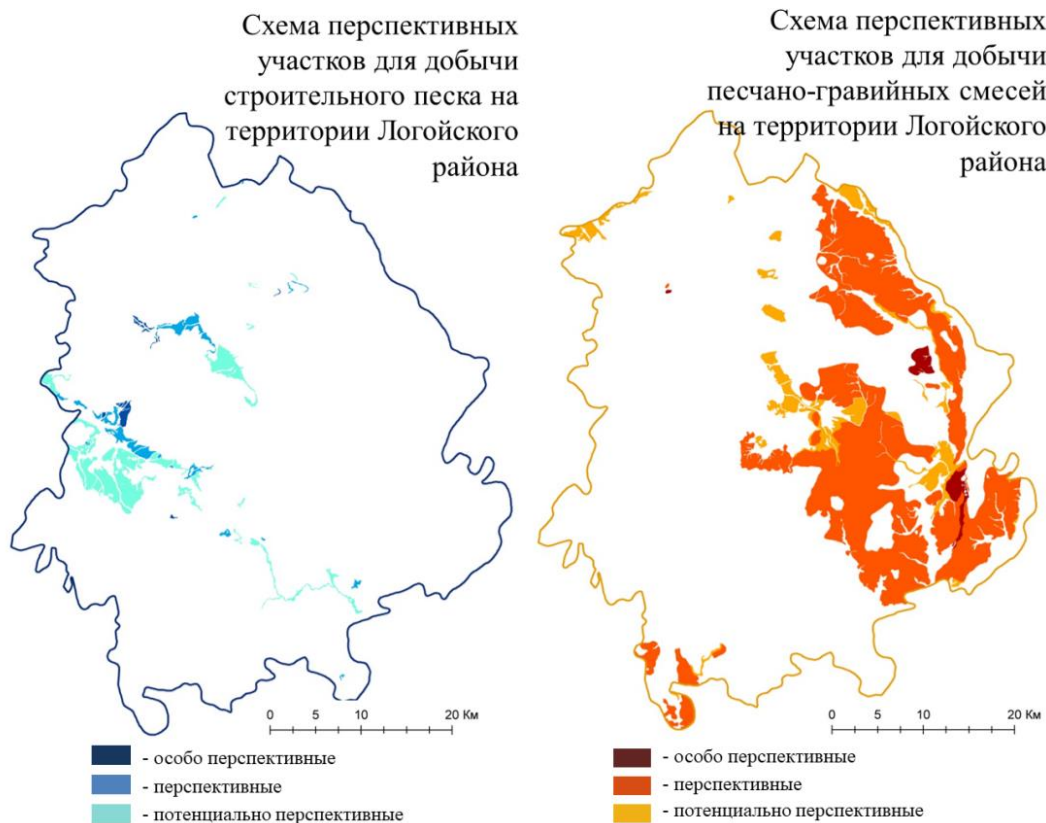 Схема перспективных
участков для добычи
строительного песка на
территории Логойского
района
0 5 10 20 Км
- особо перспективные
- перспективные
- потенциально перспективные
Схема перспективных
участков для добычи
песчано-гравийных смесей
на территории Логойского
района
0 5 10 20 Км
- особо перспективные
- перспективные
- потенциально перспективные